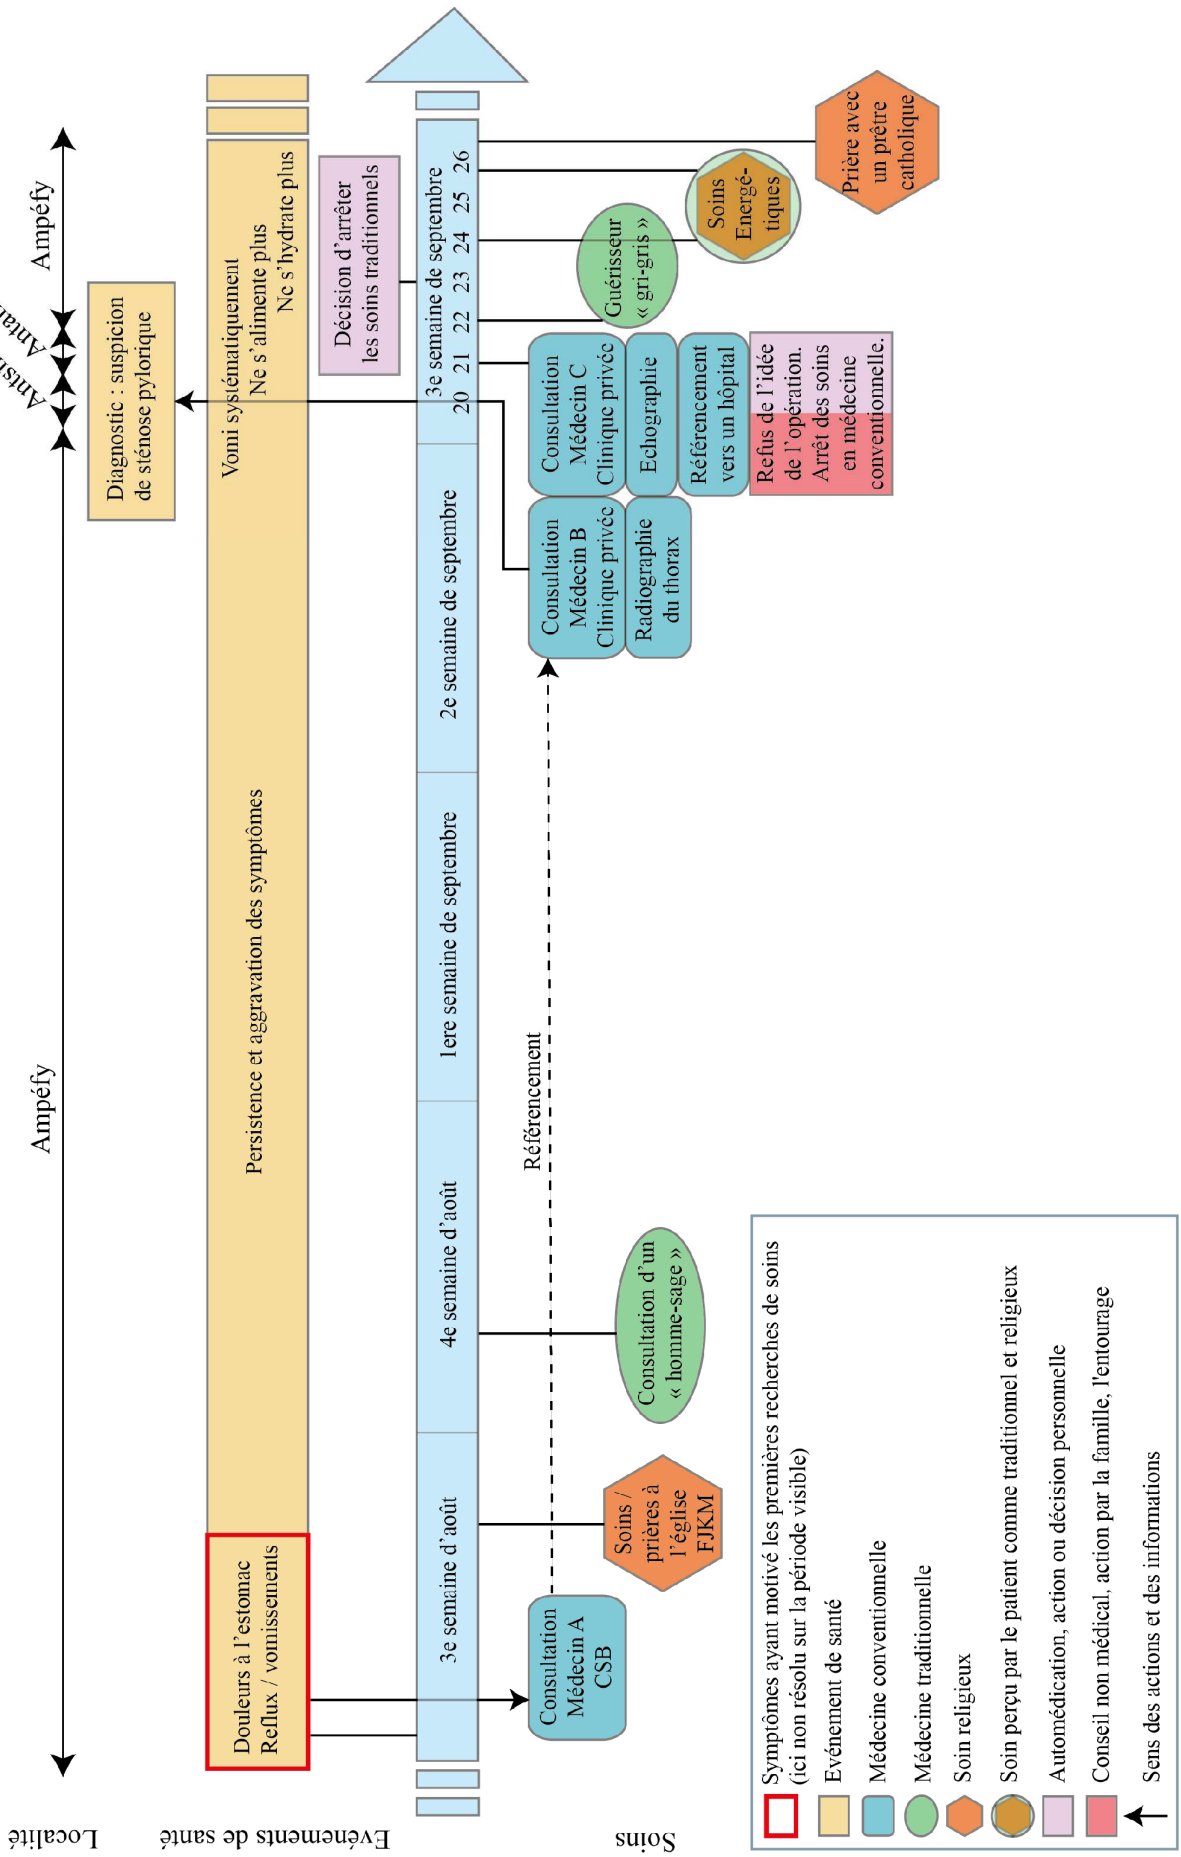 Localité
Ampéfy
Ampéfy
Evénements de santé
Diagnostic : suspicion
de sténose pylorique
Douleurs à l'estomac
Reflux / vomissements
Persistence et aggravation des symptômes
Vomi systématiquement
Ne s'alimente plus
Ne s'hydrate plus
Décision d'arrêter
les soins traditionnels
3e semaine d'août
4e semaine d'août
1ere semaine de septembre
2e semaine de septembre
3e semaine de septembre
20 21 22 23 24 25 26
Soins
Référencement
Consultation
Médecin A
CSB
Soins /
prières à
l'église
FJKM
Consultation d'un
« homme-sage »
Consultation
Médecin B
Clinique privée
Radiographie
du thorax
Consultation
Médecin C
Clinique privée
Echographie
Référencement
vers un hôpital
Refus de l'idée
de l'opération.
Arrêt des soins
en médecine
conventionnelle.
Guérisseur
« gri-gris »
Soins
Energé-
tiques
Prière avec
un prêtre
catholique
Symptômes ayant motivé les premières recherches de soins
(ici non résolu sur la période visible)
Evénement de santé
Médecine conventionnelle
Médecine traditionnelle
Soin religieux
Soin perçu par le patient comme traditionnel et religieux
Automédication, action ou décision personnelle
Conseil non médical, action par la famille, l'entourage
Sens des actions et des informations